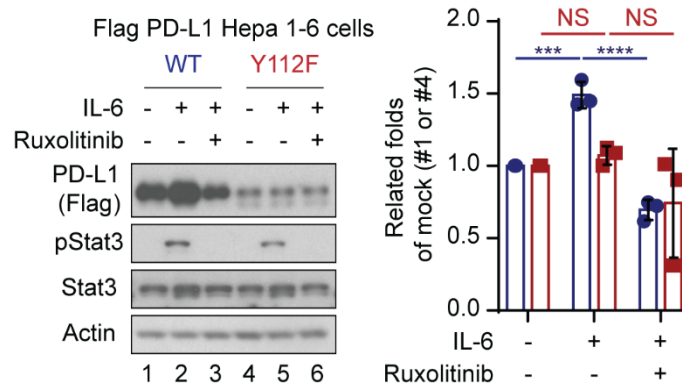 Flag PD-L1 Hepa 1-6 cells
WT Y112F
IL-6 - + + - + +
Ruxolitinib - - + - - +
PD-L1
(Flag)
pStat3
Stat3
Actin
1 2 3 4 5 6
Related folds
of mock (#1 or #4)
2.0
1.5
1.0
0.5
0.0
NS NS
*** ****
IL-6 - + +
Ruxolitinib - - +